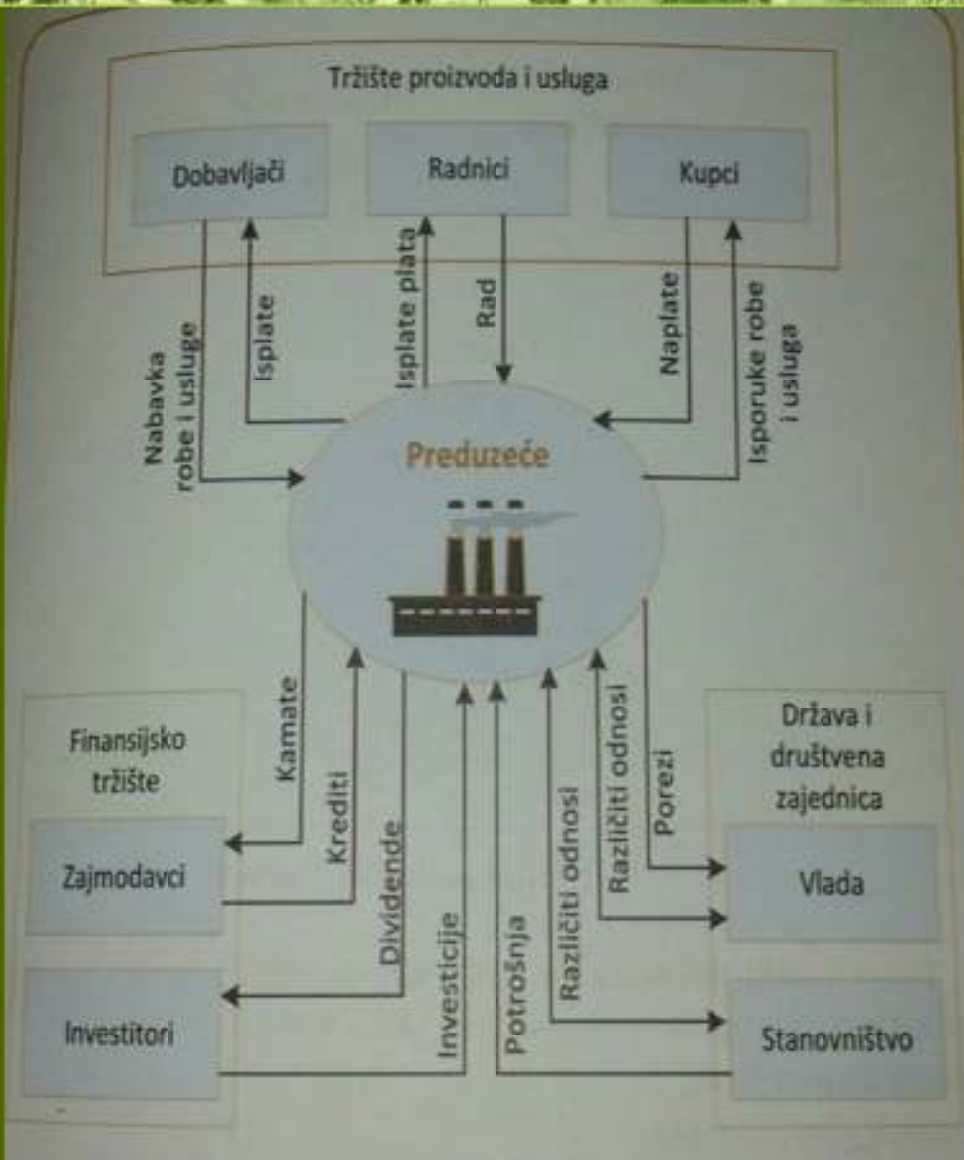 Tržište proizvoda i usluga
Dobavljači
Radnici
Kupci
Nabavka
robe i usluge
Isplate
Isplate plata
Rad
Naplate
Isporuke robe
i usluga
Preduzeće
Finansijsko
tržište
Zajmodavci
Investitori
Kamate
Krediti
Dividende
Investicije
Potrošnja
Različiti odnosi
Različiti odnosi
Porezi
Država i
društvena
zajednica
Vlada
Stanovništvo